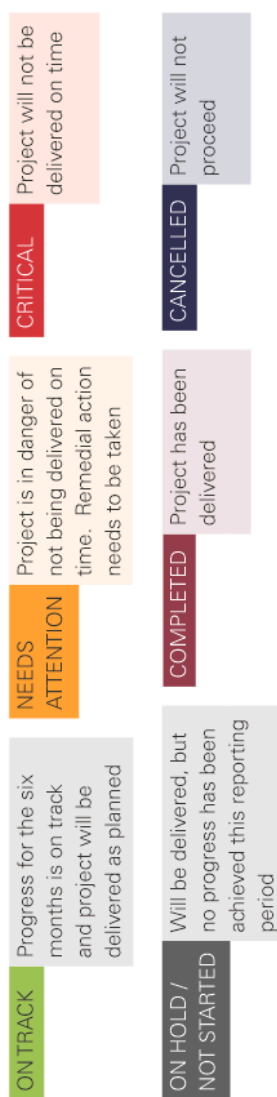 ON TRACK
Progress for the six
months is on track
and project will be
delivered as planned
NEEDS
ATTENTION
Project is in danger of
not being delivered on
time. Remedial action
needs to be taken
CRITICAL
Project will not be
delivered on time
ON HOLD /
NOT STARTED
Will be delivered, but
no progress has been
achieved this reporting
period
COMPLETED
Project has been
delivered
CANCELLED
Project will not
proceed